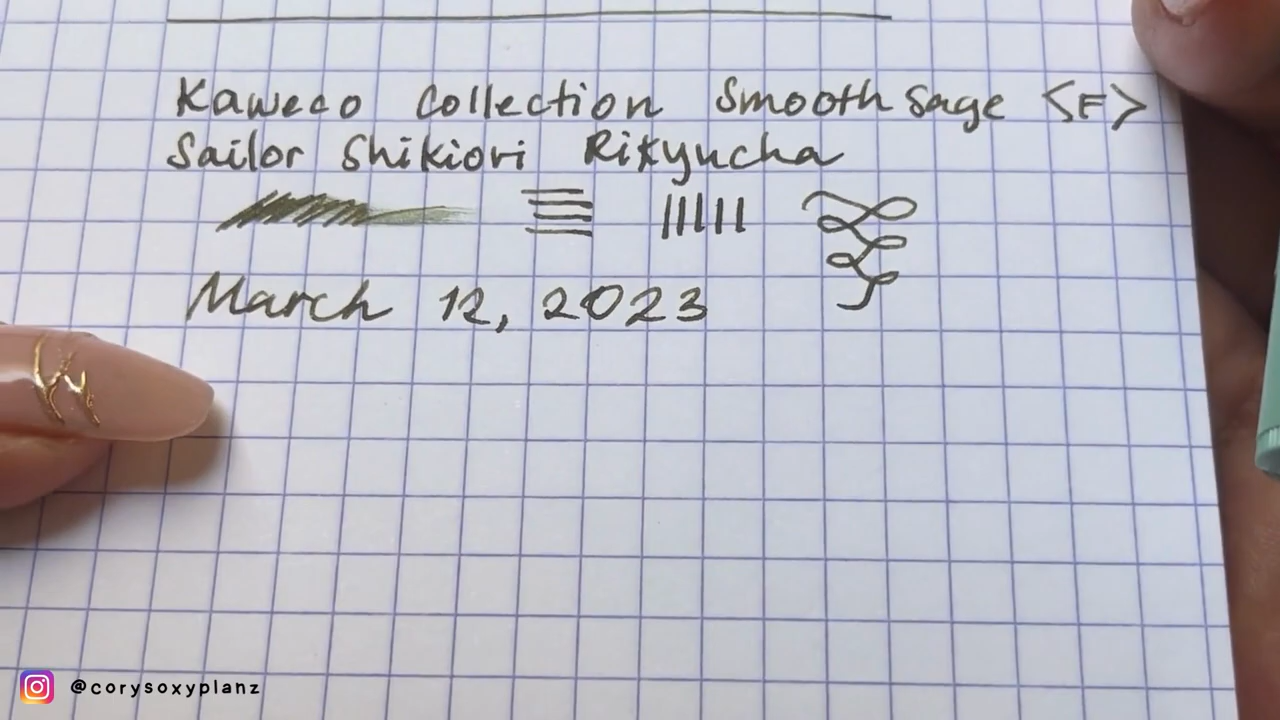 Kaweco Collection Smooth Sage <F>
Sailor Shikiori Rikyucha
March 12, 2023
@corysoxyplanz